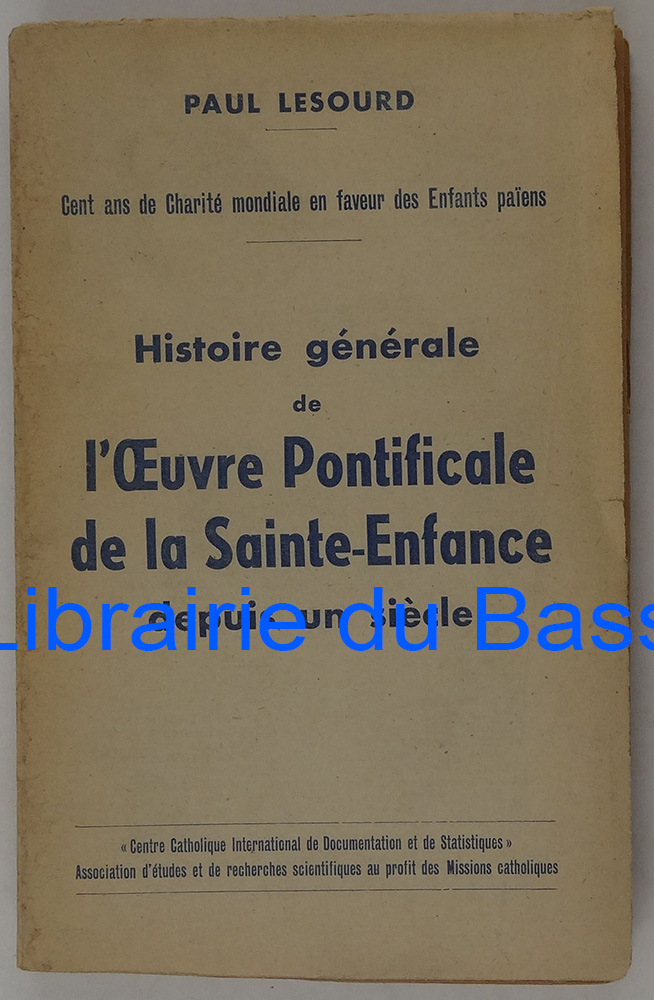 PAUL LESOURD
Cent ans de Charité mondiale en faveur des Enfants païens
Histoire générale
de
l'Œuvre Pontificale
de la Sainte-Enfance
depuis un siècle
Librairie du Bass
« Centre Catholique International de Documentation et de Statistiques »
Association d'études et de recherches scientifiques au profit des Missions catholiques